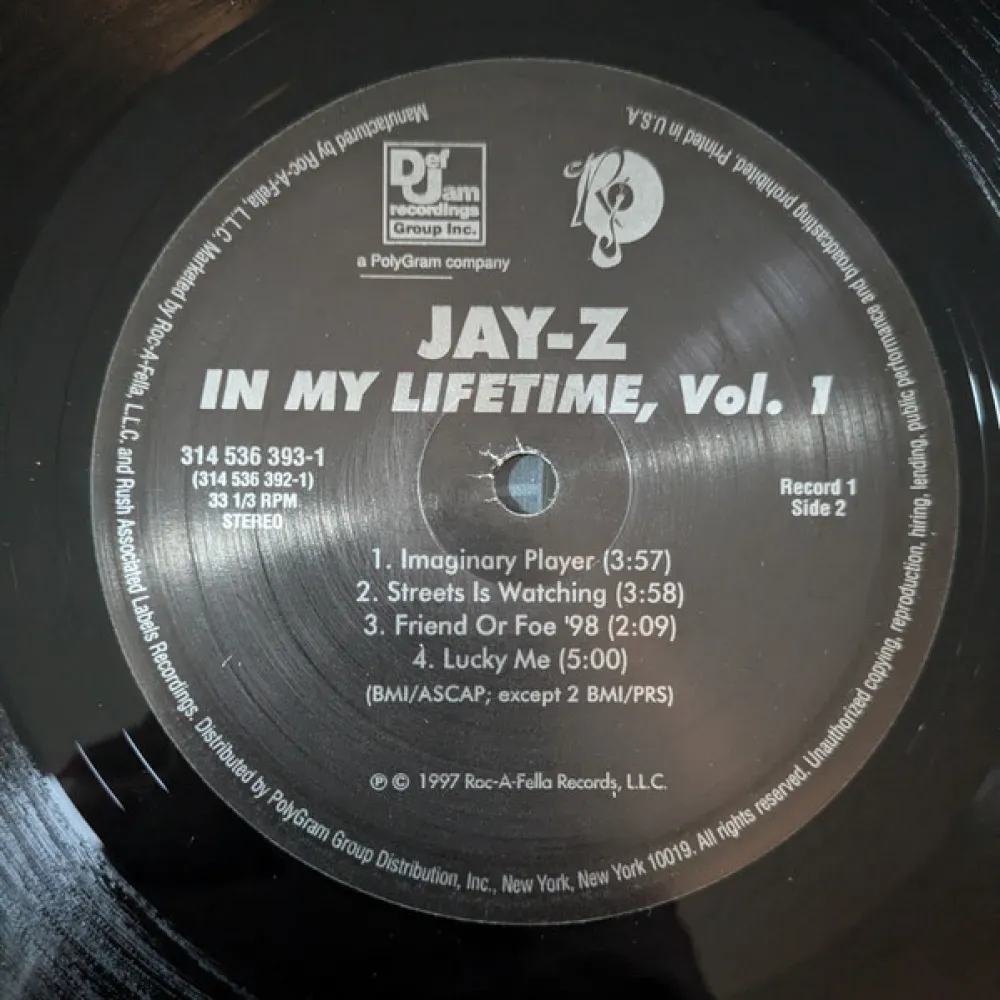 Def
Jam
recordings
Group Inc.
a PolyGram company
R
JAY-Z
IN MY LIFETIME, Vol. 1
314 536 393-1
(314 536 392-1)
33 1/3 RPM
STEREO
Record 1
Side 2
1. Imaginary Player (3:57)
2. Streets Is Watching (3:58)
3. Friend Or Foe '98 (2:09)
4. Lucky Me (5:00)
(BMI/ASCAP; except 2 BMI/PRS)
℗ © 1997 Roc-A-Fella Records, L.L.C.
Manufactured by Roc-A-Fella, L.L.C. Marketed by Roc-A-Fella, L.L.C. and Rush Associated Labels Recordings. Distributed by PolyGram Group Distribution, Inc., New York, New York 10019. All rights reserved. Unauthorized copying, reproduction, hiring, lending, public performance and broadcasting prohibited. Printed in U.S.A.